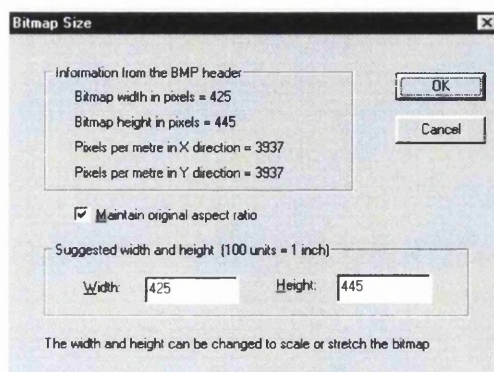 Bitmap Size
Information from the BMP header
Bitmap width in pixels = 425
Bitmap height in pixels = 445
Pixels per metre in X direction = 3937
Pixels per metre in Y direction = 3937
OK
Cancel
Maintain original aspect ratio
Suggested width and height (100 units = 1 inch)
Width: 425 Height: 445
The width and height can be changed to scale or stretch the bitmap